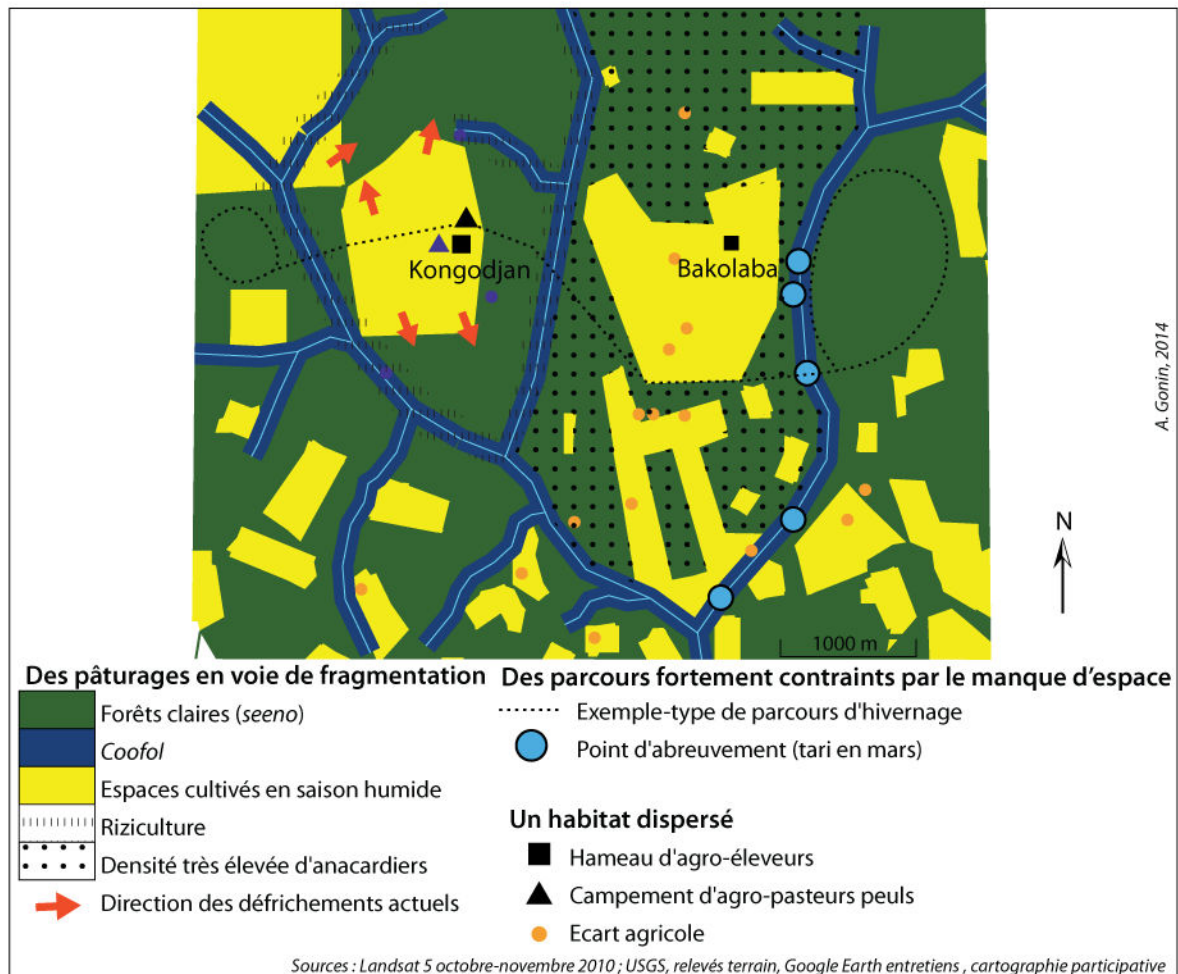 Kongodjan
Bakolaba
A. Gonin, 2014
N
1000 m
Des pâturages en voie de fragmentation
Forêts claires (seeno)
Coofol
Espaces cultivés en saison humide
Riziculture
Densité très élevée d'anacardiers
Direction des défrichements actuels
Des parcours fortement contraints par le manque d'espace
Exemple-type de parcours d'hivernage
Point d'abreuvement (tari en mars)
Un habitat dispersé
Hameau d'agro-éleveurs
Campement d'agro-pasteurs peuls
Ecart agricole
Sources : Landsat 5 octobre-novembre 2010 ; USGS, relevés terrain, Google Earth entretiens , cartographie participative